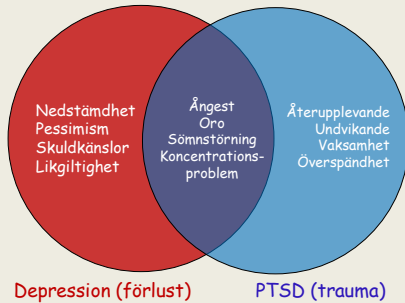 Nedstämdhet
Pessimism
Skuldkänslor
Likgiltighet
Ångest
Oro
Sömnstörning
Koncentrations-
problem
Återupplevande
Undvikande
Vaksamhet
Överspändhet
Depression (förlust)
PTSD (trauma)